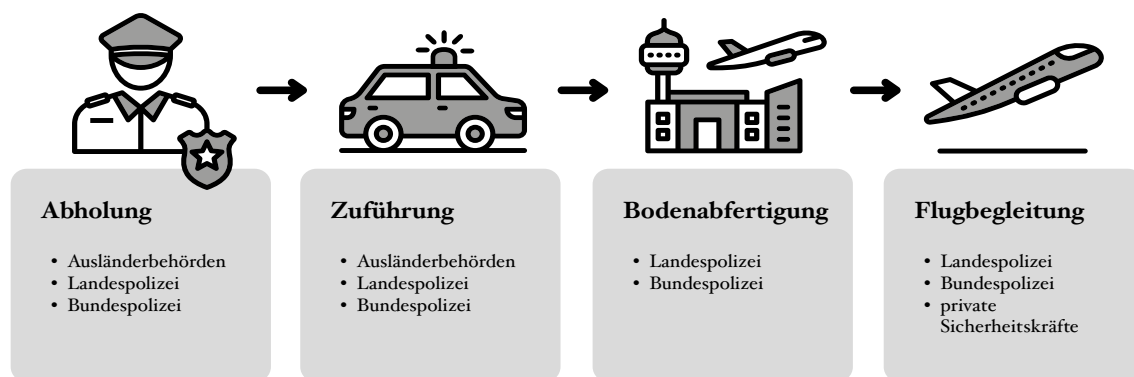 Abholung
• Ausländerbehörden
• Landespolizei
• Bundespolizei
Zuführung
• Ausländerbehörden
• Landespolizei
• Bundespolizei
Bodenabfertigung
• Landespolizei
• Bundespolizei
Flugbegleitung
• Landespolizei
• Bundespolizei
• private
Sicherheitskräfte